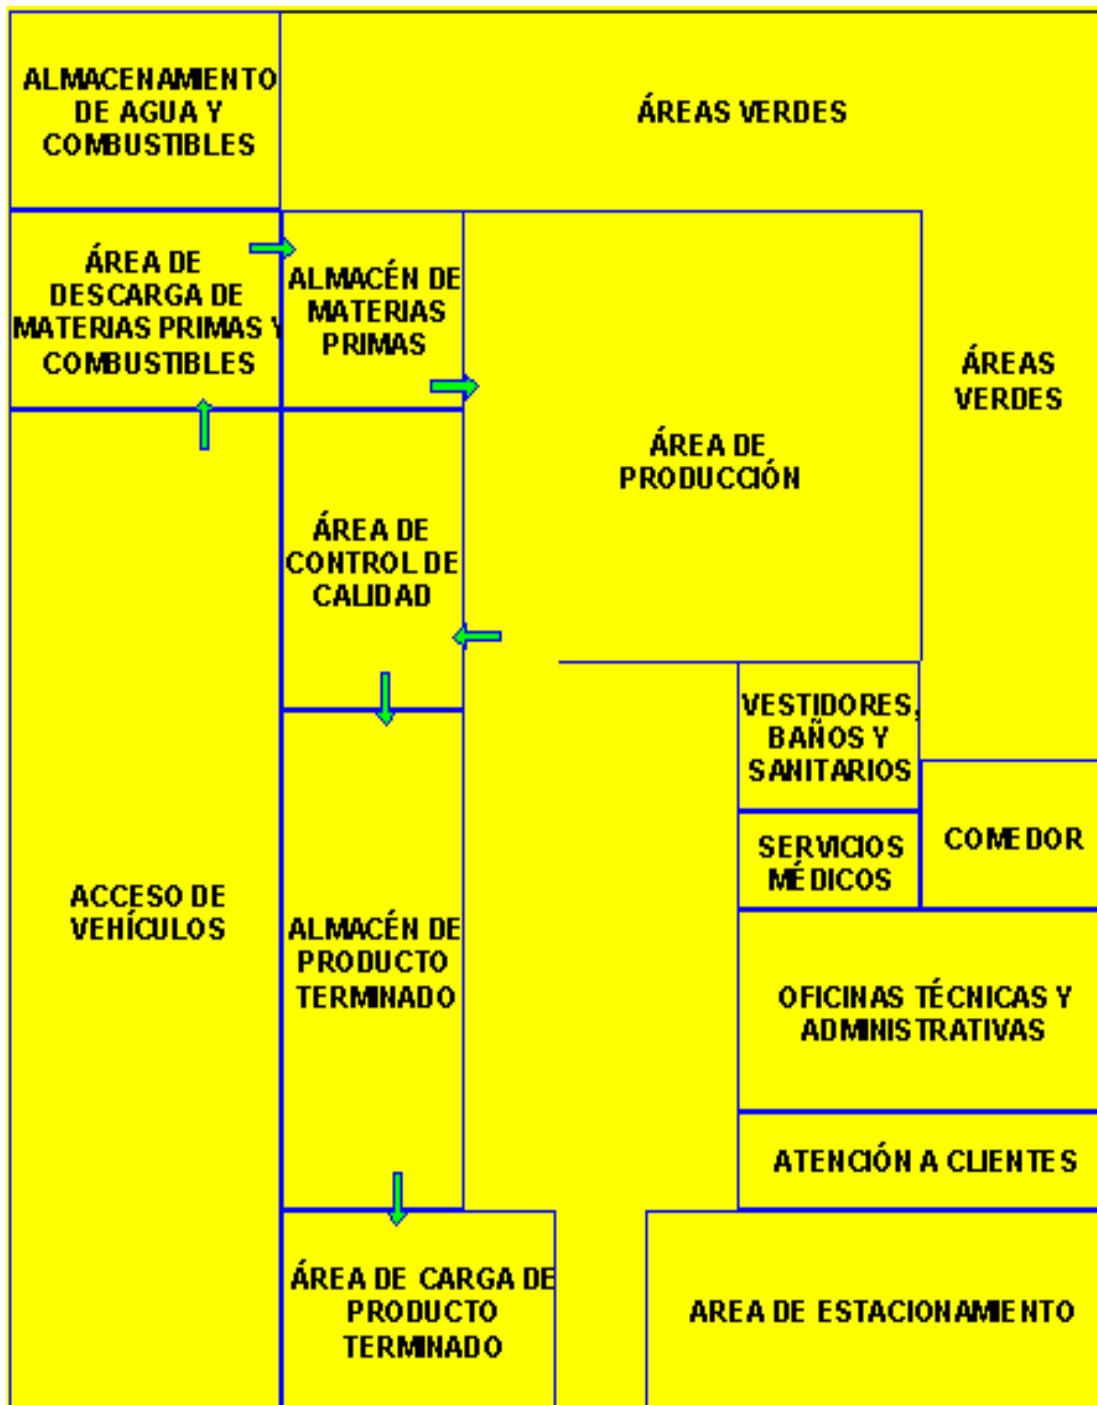 ALMACENAMIENTO
DE AGUA Y
COMBUSTIBLES
ÁREAS VERDES
ÁREA DE
DESCARGA DE
MATERIAS PRIMAS Y
COMBUSTIBLES
ALMACÉN DE
MATERIAS
PRIMAS
ÁREAS
VERDES
ÁREA DE
PRODUCCIÓN
ÁREA DE
CONTROL DE
CALIDAD
VESTIDORES,
BAÑOS Y
SANITARIOS
SERVICIOS
MÉDICOS
COMEDOR
ACCESO DE
VEHÍCULOS
ALMACÉN DE
PRODUCTO
TERMINADO
OFICINAS TÉCNICAS Y
ADMINISTRATIVAS
ATENCIÓN A CLIENTES
ÁREA DE CARGA DE
PRODUCTO
TERMINADO
AREA DE ESTACIONAMIENTO